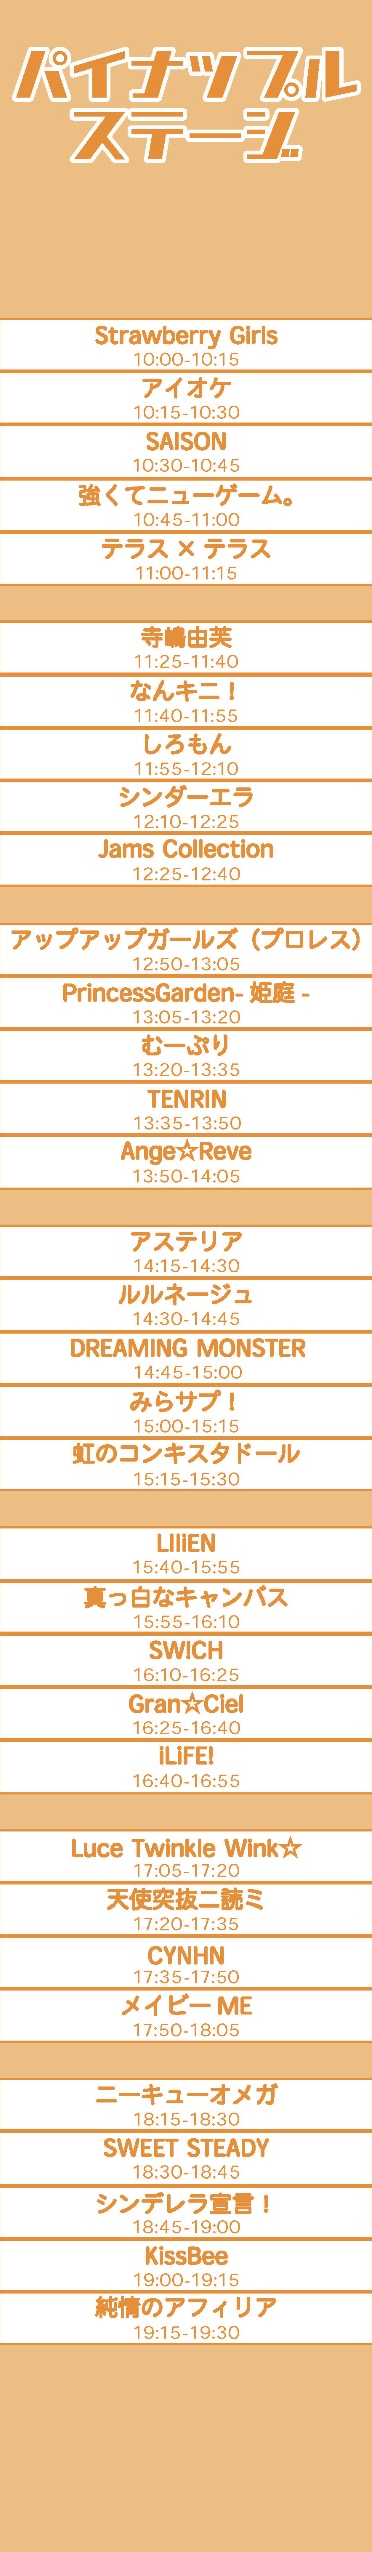 パイナップル
ステージ
Strawberry Girls
10:00-10:15
アイオケ
10:15-10:30
SAISON
10:30-10:45
強くてニューゲーム。
10:45-11:00
テラス × テラス
11:00-11:15
寺嶋由芙
11:25-11:40
なんキニ！
11:40-11:55
しろもん
11:55-12:10
シンダーエラ
12:10-12:25
Jams Collection
12:25-12:40
アップアップガールズ（プロレス）
12:50-13:05
PrincessGarden- 姫庭 -
13:05-13:20
むーぷり
13:20-13:35
TENRIN
13:35-13:50
Ange☆Reve
13:50-14:05
アステリア
14:15-14:30
ルルネージュ
14:30-14:45
DREAMING MONSTER
14:45-15:00
みらサプ！
15:00-15:15
虹のコンキスタドール
15:15-15:30
LIliEN
15:40-15:55
真っ白なキャンバス
15:55-16:10
SW!CH
16:10-16:25
Gran☆Ciel
16:25-16:40
iLiFE!
16:40-16:55
Luce Twinkle Wink☆
17:05-17:20
天使突抜ニ読ミ
17:20-17:35
CYNHN
17:35-17:50
メイビー ME
17:50-18:05
ニーキューオメガ
18:15-18:30
SWEET STEADY
18:30-18:45
シンデレラ宣言！
18:45-19:00
KissBee
19:00-19:15
純情のアフィリア
19:15-19:30